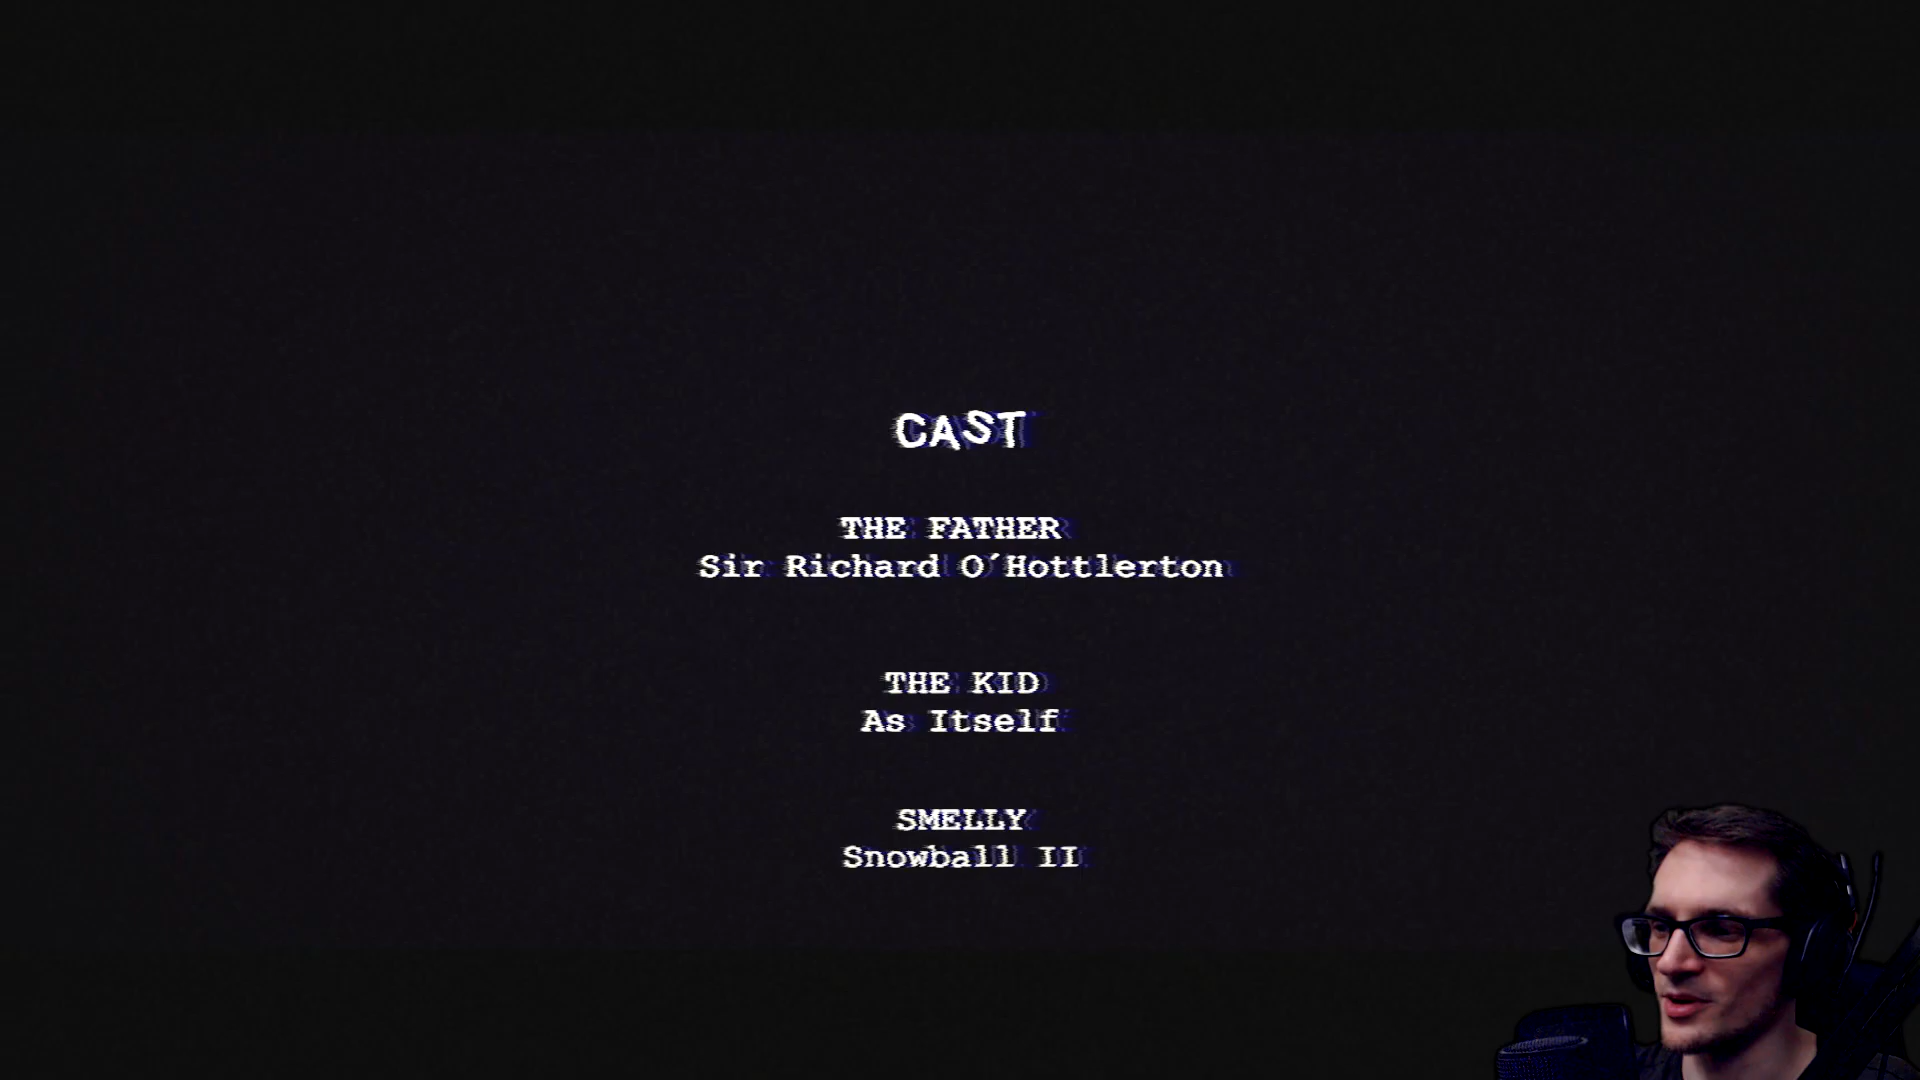 CAST
THE FATHER
Sir Richard O´Hottlerton
THE KID
As Itself
SMELLY
Snowball II